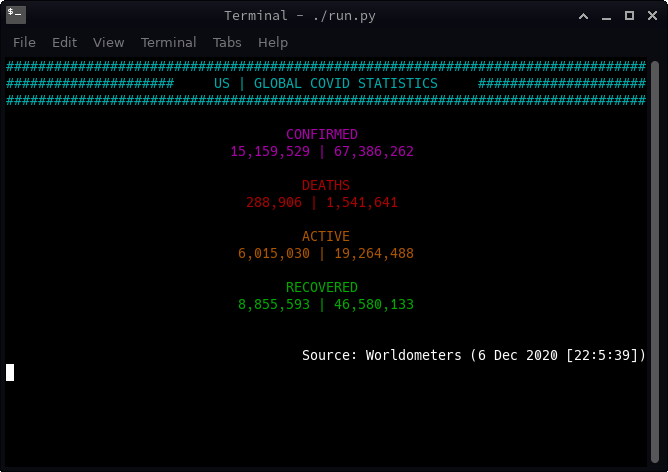 Terminal - ./run.py
File Edit View Terminal Tabs Help
################################################################################
##################### US | GLOBAL COVID STATISTICS #####################
################################################################################
CONFIRMED
15,159,529 | 67,386,262
DEATHS
288,906 | 1,541,641
ACTIVE
6,015,030 | 19,264,488
RECOVERED
8,855,593 | 46,580,133
Source: Worldometers (6 Dec 2020 [22:5:39])